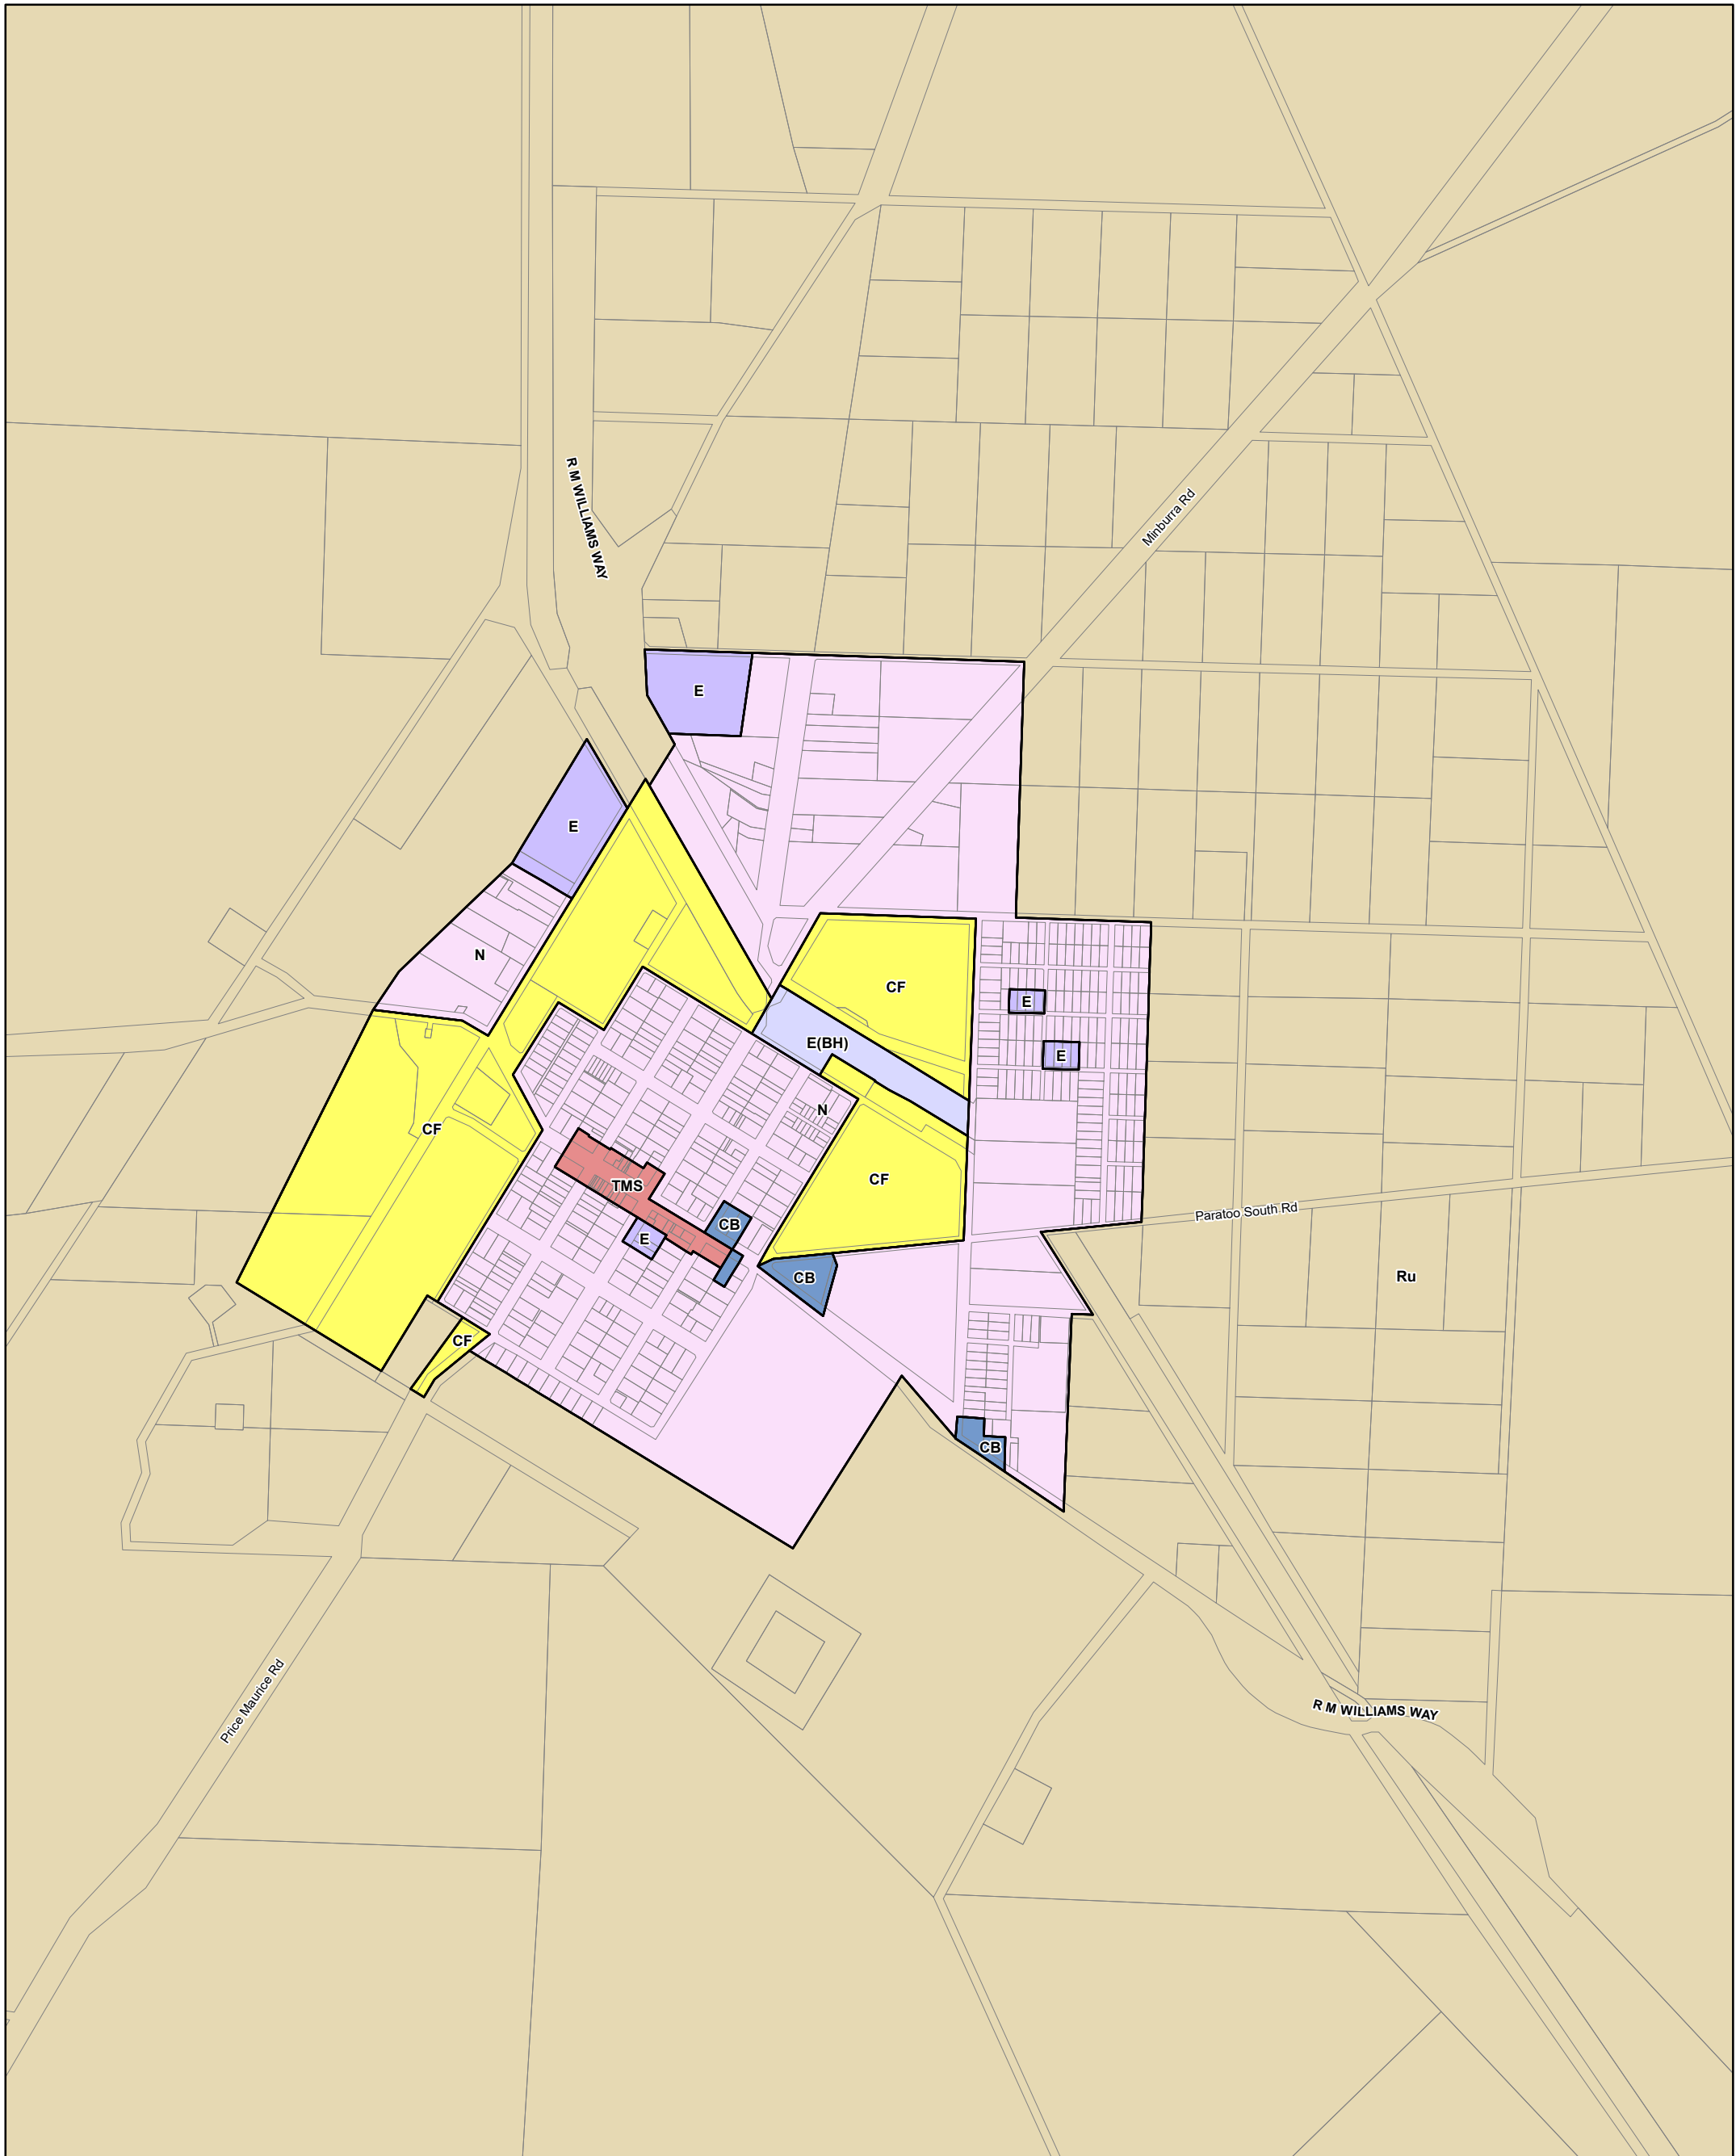 R M WILLIAMS WAY
Minburra Rd
E
E
N
CF
E
E(BH)
E
N
CF
CF
TMS
Paratoo South Rd
CB
E
CB
Ru
CF
CB
Price Maurice Rd
R M WILLIAMS WAY